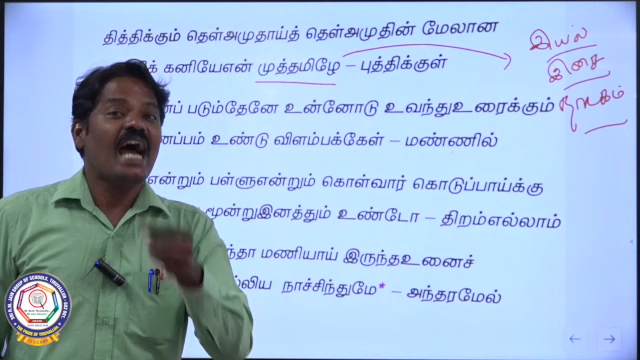 தித்திக்கும் தெள்அமுதாய்த் தெள்அமுதின் மேலான
கனியேஎன் முத்தமிழே – புத்திக்குள்
படும்தேனே உன்னோடு உவந்துஉரைக்கும்
உண்டு விளம்பக்கேள் – மண்ணில்
என்றும் பள்ளுஎன்றும் கொள்வார் கொடுப்பாய்க்கு
மூன்றுஇனத்தும் உண்டோ – திறம்எல்லாம்
மணியாய் இருந்தஉனைச்
நாச்சிந்துமே* – அந்தரமேல்
இயல்
இசை
நாடகம்